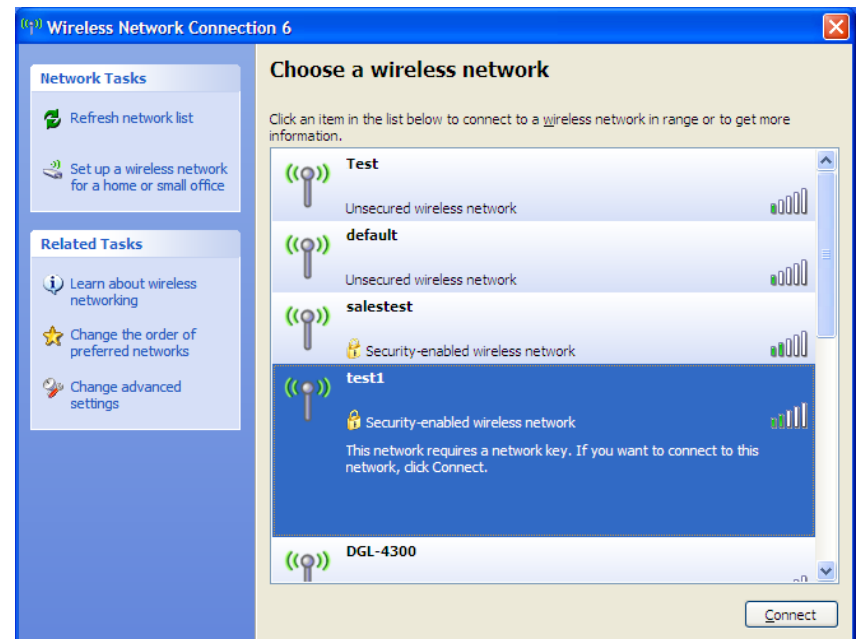 Wireless Network Connection 6
Network Tasks
Refresh network list
Set up a wireless network
for a home or small office
Related Tasks
Learn about wireless
networking
Change the order of
preferred networks
Change advanced
settings
Choose a wireless network
Click an item in the list below to connect to a wireless network in range or to get more
information.
Test
Unsecured wireless network
default
Unsecured wireless network
salestest
Security-enabled wireless network
test1
Security-enabled wireless network
This network requires a network key. If you want to connect to this
network, click Connect.
DGL-4300
Connect